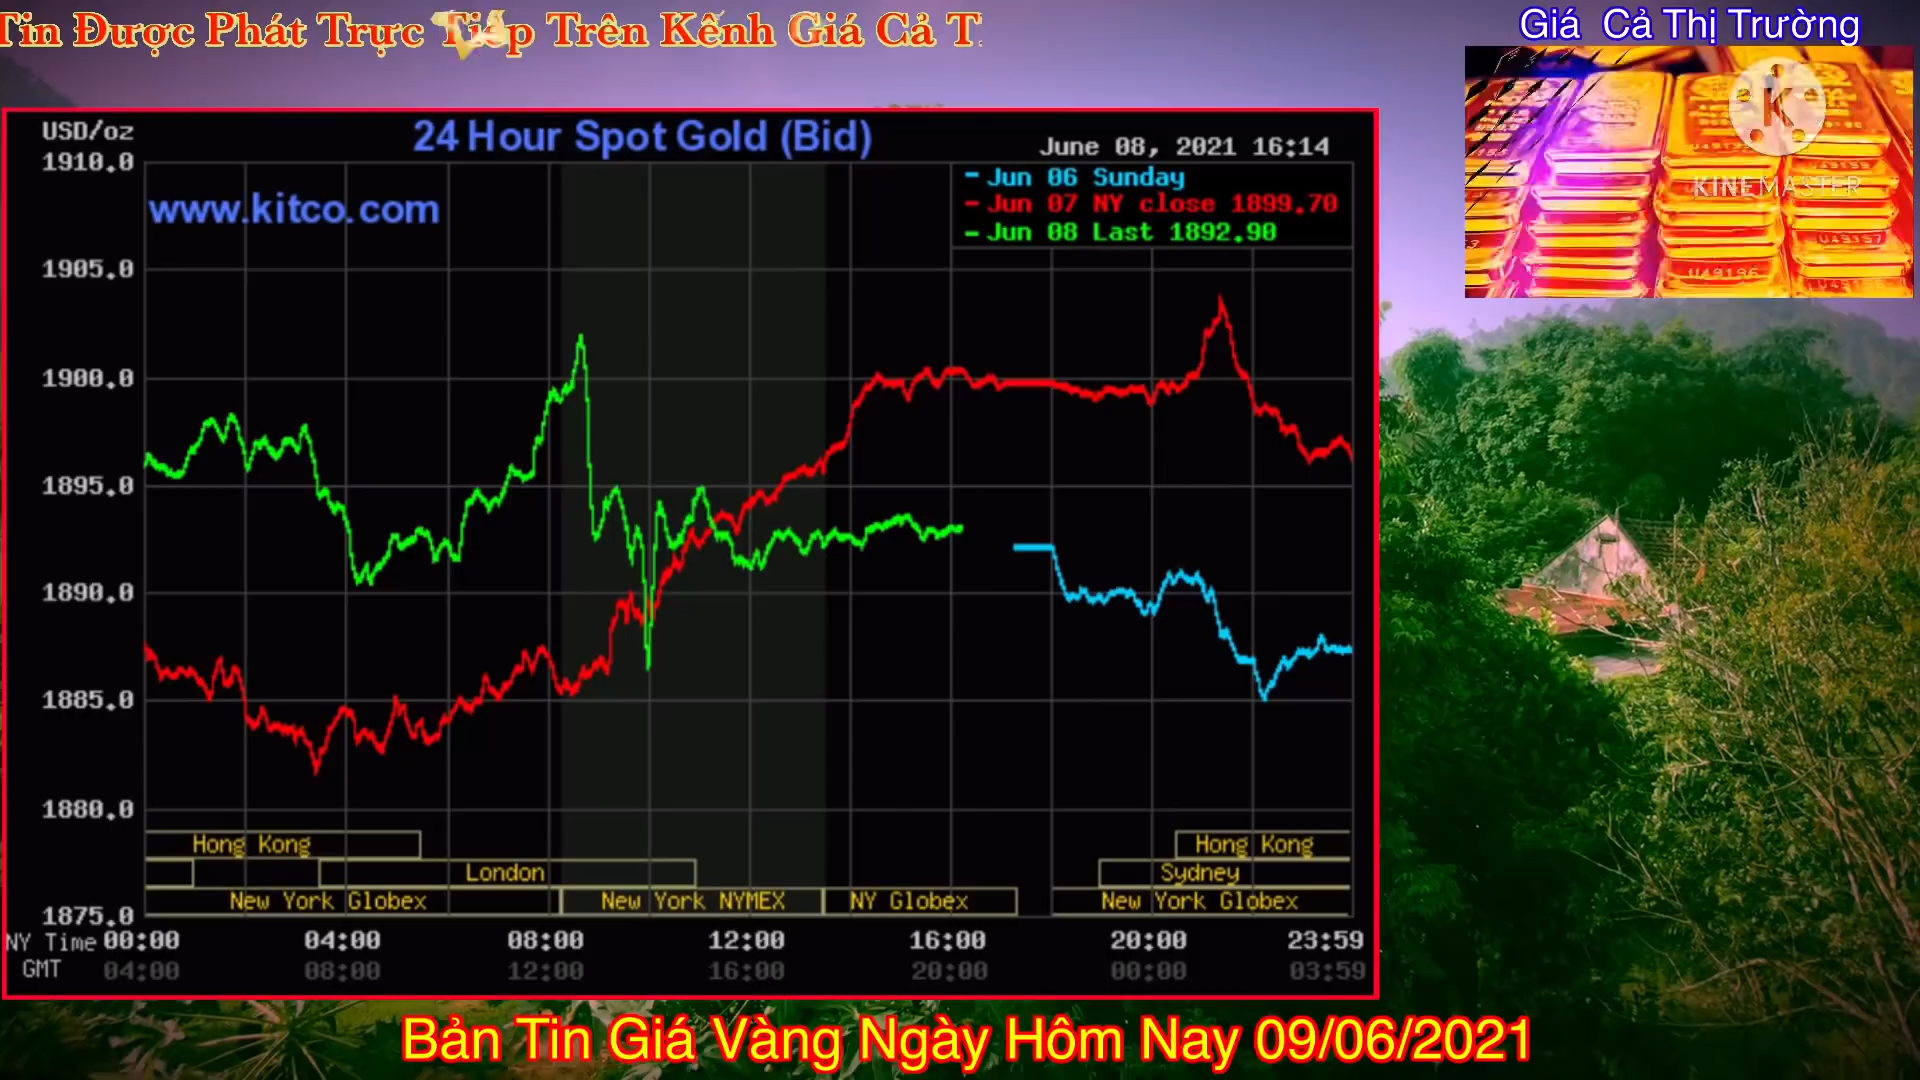 Tin Được Phát Trực Tiếp Trên Kênh Giá Cả T
Giá Cả Thị Trường
KINEMASTER
U49196
U49197
USD/oz
24 Hour Spot Gold (Bid)
June 08, 2021 16:14
www.kitco.com
Jun 06 Sunday
Jun 07 NY close 1899.70
Jun 08 Last 1892.90
1910.0
1905.0
1900.0
1895.0
1890.0
1885.0
1880.0
1875.0
Hong Kong Hong Kong
London Sydney
New York Globex New York NYMEX NY Globex New York Globex
NY Time 00:00 04:00 08:00 12:00 16:00 20:00 23:59
GMT 04:00 08:00 12:00 16:00 20:00 00:00 03:59
Bản Tin Giá Vàng Ngày Hôm Nay 09/06/2021